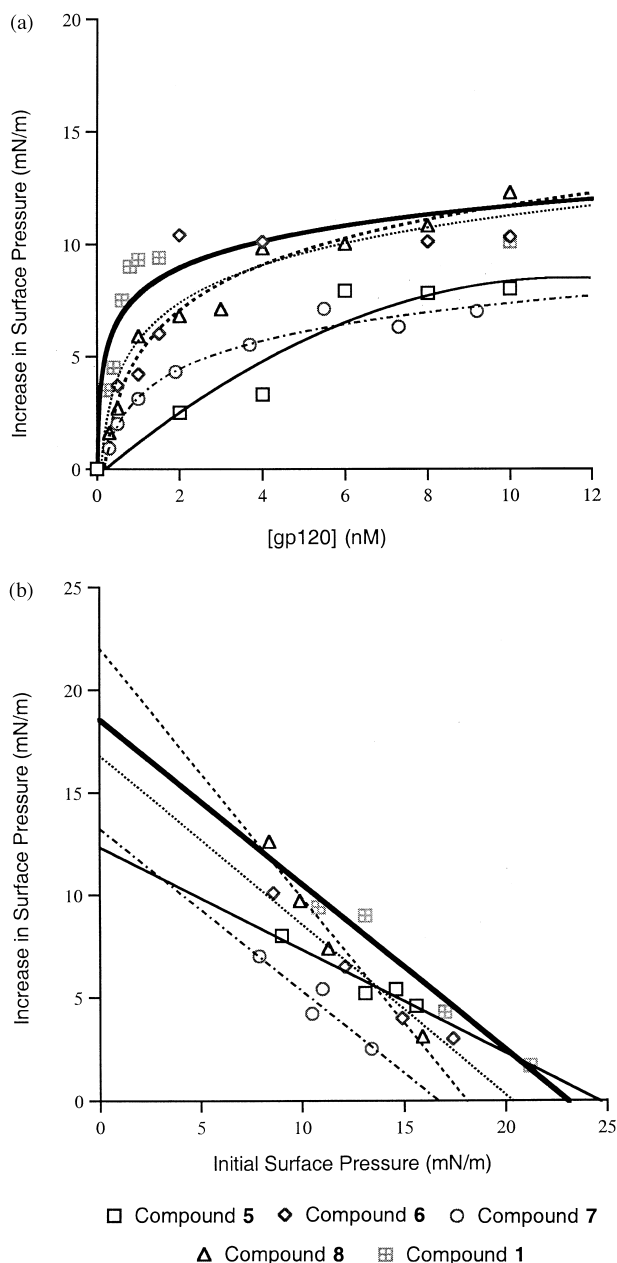 (a)
20
15
10
5
0
Increase in Surface Pressure (mN/m)
0 2 4 6 8 10 12
[gp120] (nM)
(b)
25
20
15
10
5
0
Increase in Surface Pressure (mN/m)
0 5 10 15 20 25
Initial Surface Pressure (mN/m)
Compound 5 Compound 6 Compound 7
Compound 8 Compound 1